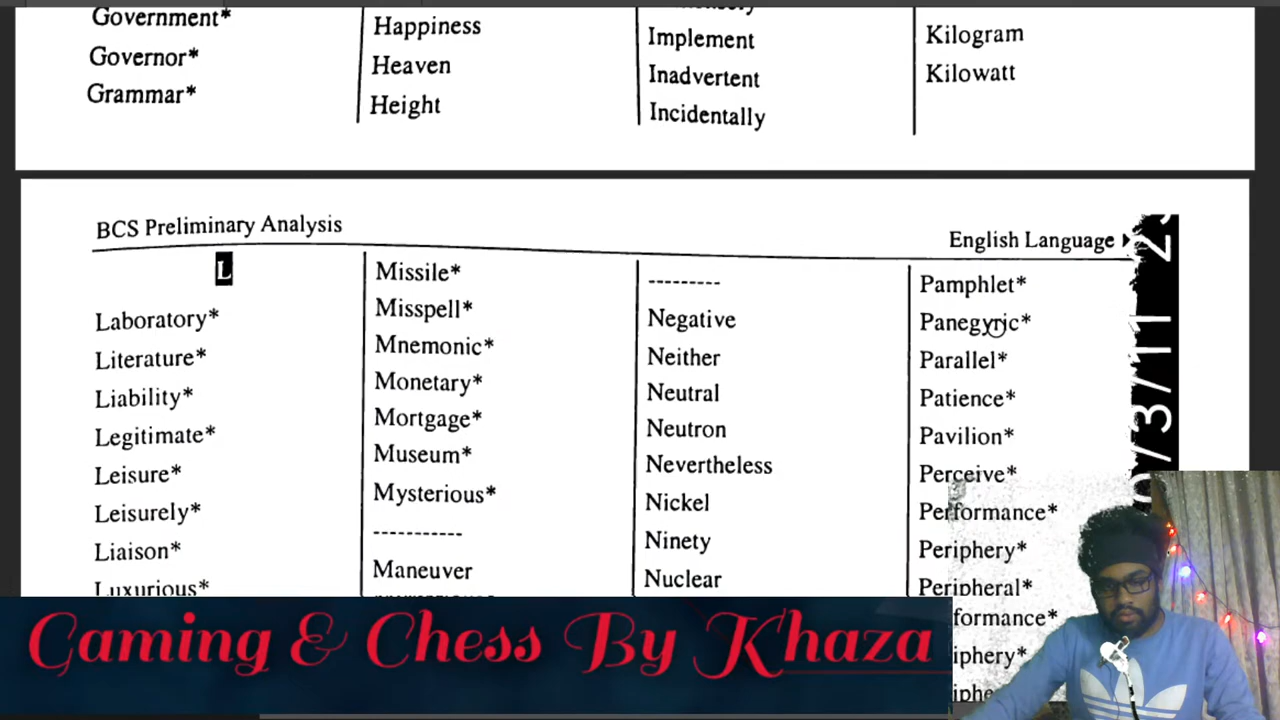 Government*
Governor*
Grammar*
Happiness
Heaven
Height
Implement
Inadvertent
Incidentally
Kilogram
Kilowatt
BCS Preliminary Analysis
English Language
L
Laboratory*
Literature*
Liability*
Legitimate*
Leisure*
Leisurely*
Liaison*
Luxurious*
Missile*
Misspell*
Mnemonic*
Monetary*
Mortgage*
Museum*
Mysterious*
-----------
Maneuver
---------
Negative
Neither
Neutral
Neutron
Nevertheless
Nickel
Ninety
Nuclear
Pamphlet*
Panegyric*
Parallel*
Patience*
Pavilion*
Perceive*
Performance*
Periphery*
Peripheral*
formance*
iphery*
Gaming & Chess By Khaza